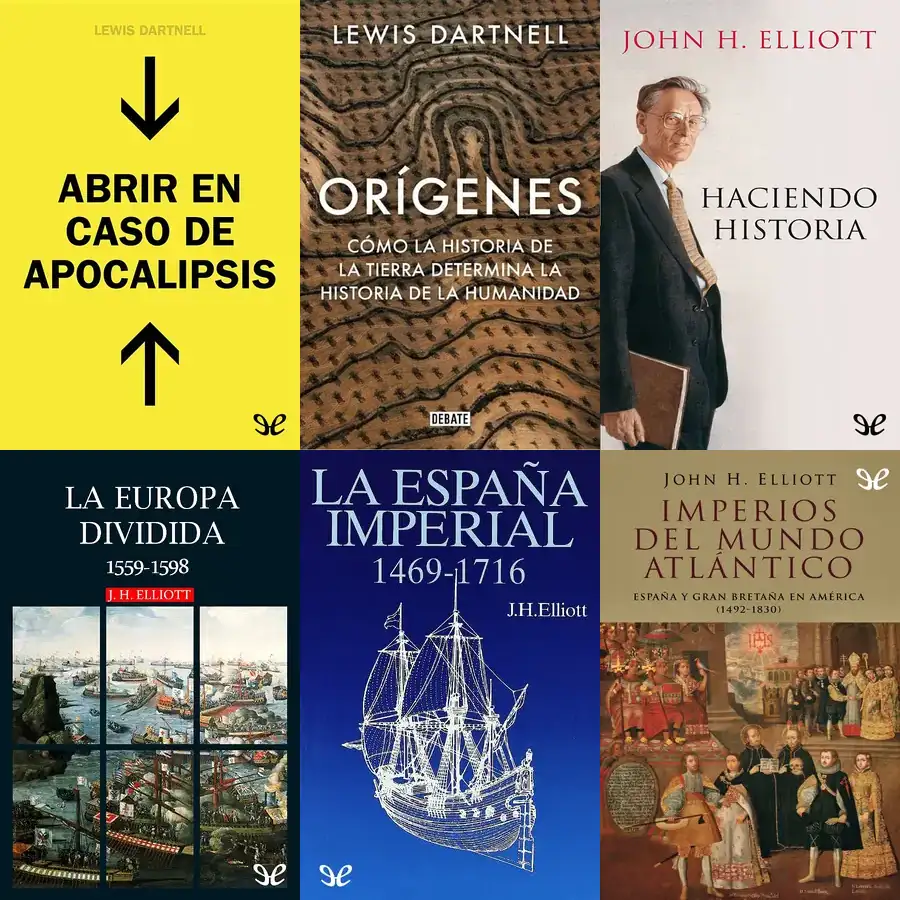 LEWIS DARTNELL
ABRIR EN
CASO DE
APOCALIPSIS
LEWIS DARTNELL
ORÍGENES
CÓMO LA HISTORIA DE
LA TIERRA DETERMINA LA
HISTORIA DE LA HUMANIDAD
DEBATE
JOHN H. ELLIOTT
HACIENDO
HISTORIA
LA EUROPA
DIVIDIDA
1559-1598
J. H. ELLIOTT
LA ESPAÑA
IMPERIAL
1469-1716
J.H.Elliott
JOHN H. ELLIOTT
IMPERIOS
DEL MUNDO
ATLÁNTICO
ESPAÑA Y GRAN BRETAÑA EN AMÉRICA
(1492-1830)
IHS